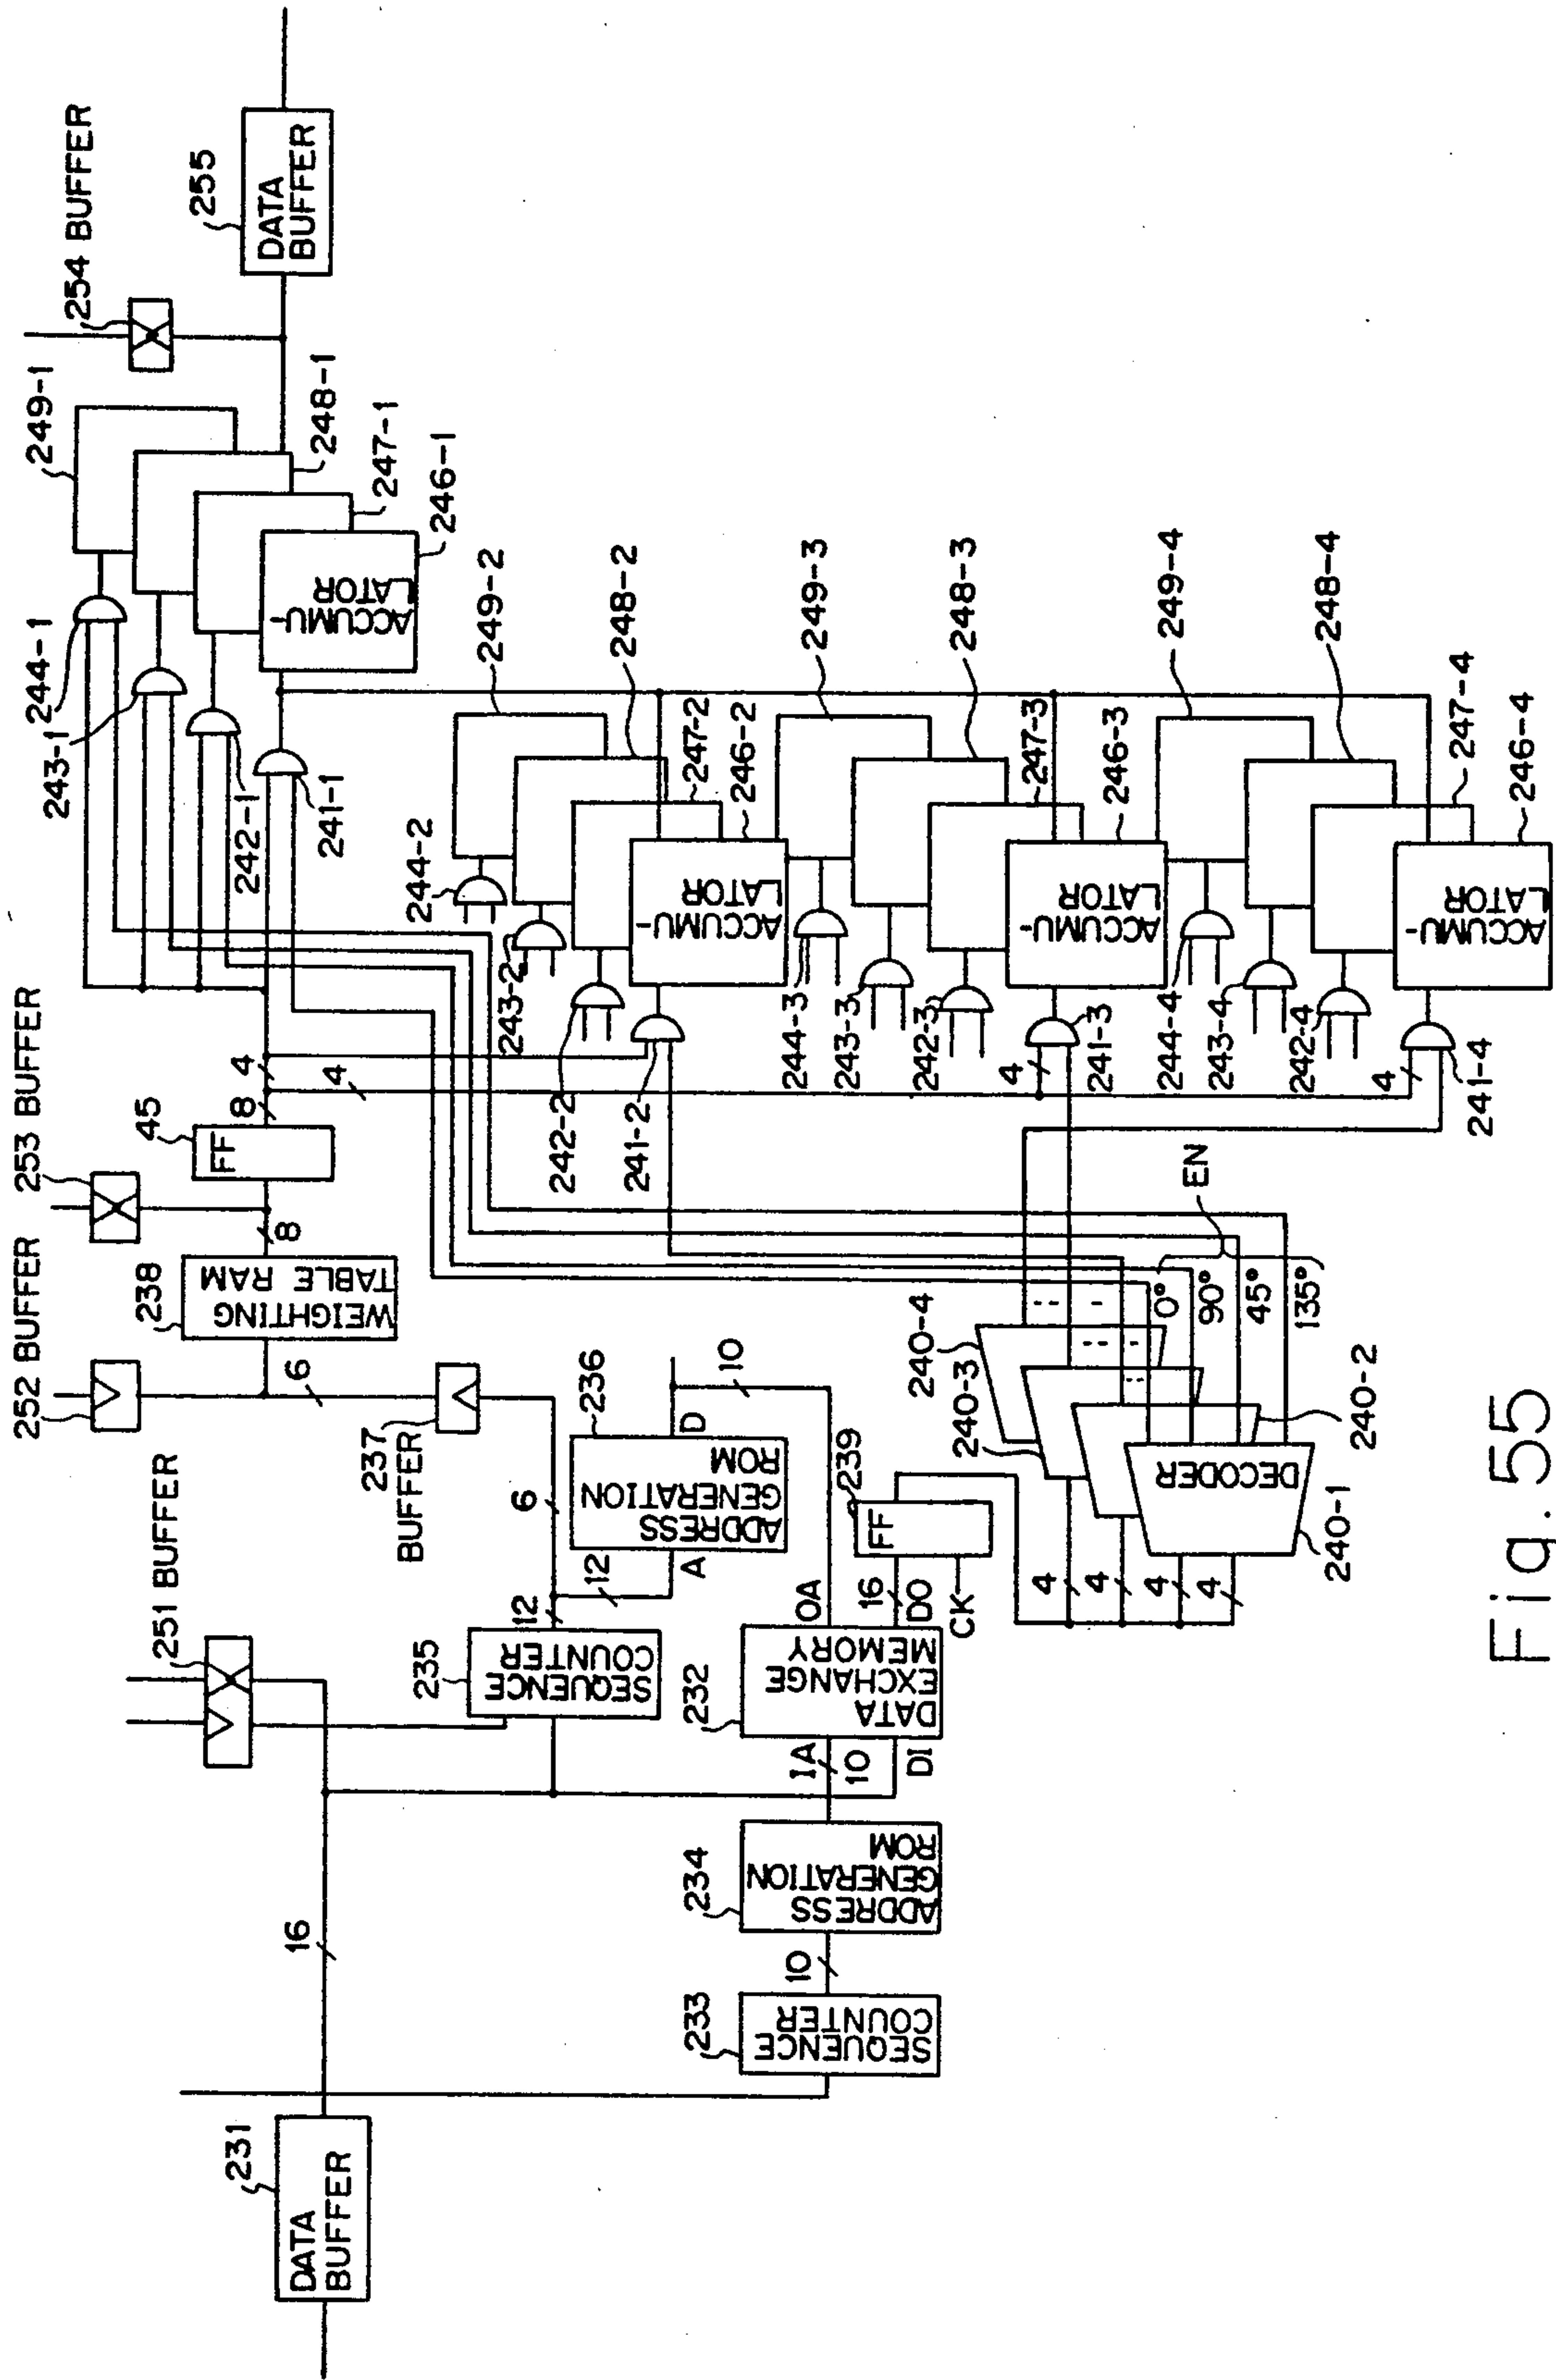 DATA
BUFFER
231
16
251 BUFFER
252 BUFFER
253 BUFFER
254 BUFFER
233
SEQUENCE
COUNTER
10
234
ADDRESS
GENERATION
ROM
IA
10
DI
232
DATA
EXCHANGE
MEMORY
OA
16
DO
235
SEQUENCE
COUNTER
12
12
6
A
236
ADDRESS
GENERATION
ROM
D
10
237
BUFFER
6
238
WEIGHTING
TABLE RAM
8
45
FF
8
4
4
239
FF
CK
4
4
4
4
DECODER
240-1
240-2
240-3
240-4
0°
90°
45°
135°
EN
241-1
242-1
243-1
244-1
ACCUMU-
LATOR
246-1
247-1
248-1
249-1
255
DATA
BUFFER
241-2
242-2
243-2
244-2
ACCUMU-
LATOR
246-2
247-2
248-2
249-2
4
241-3
242-3
243-3
244-3
ACCUMU-
LATOR
246-3
247-3
248-3
249-3
4
241-4
242-4
243-4
244-4
ACCUMU-
LATOR
246-4
247-4
248-4
249-4
Fig. 55